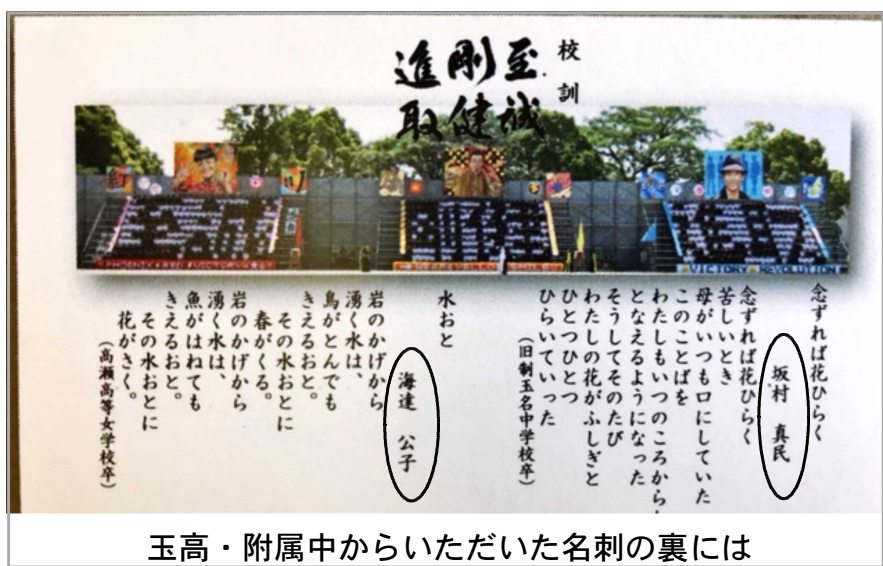 校訓
至誠
剛健
進取
PHOENIX
VICTORY REVOLUTION
念ずれば花ひらく
坂村 真民
念ずれば花ひらく
苦しいとき
母がいつも口にしていた
このことばを
わたしもいつのころから
となえるようになった
そうしてそのたび
わたしの花がふしぎと
ひとつひとつ
ひらいていった
(旧制玉名中学校卒)
水おと
海達 公子
岩のかげから
湧く水は、
鳥がとんでも
きえるおと。
その水おとに
春がくる。
岩のかげから
湧く水は、
魚がはねても
きえるおと。
その水おとに
花がさく。
(高瀬高等女学校卒)
玉高・附属中からいただいた名刺の裏には